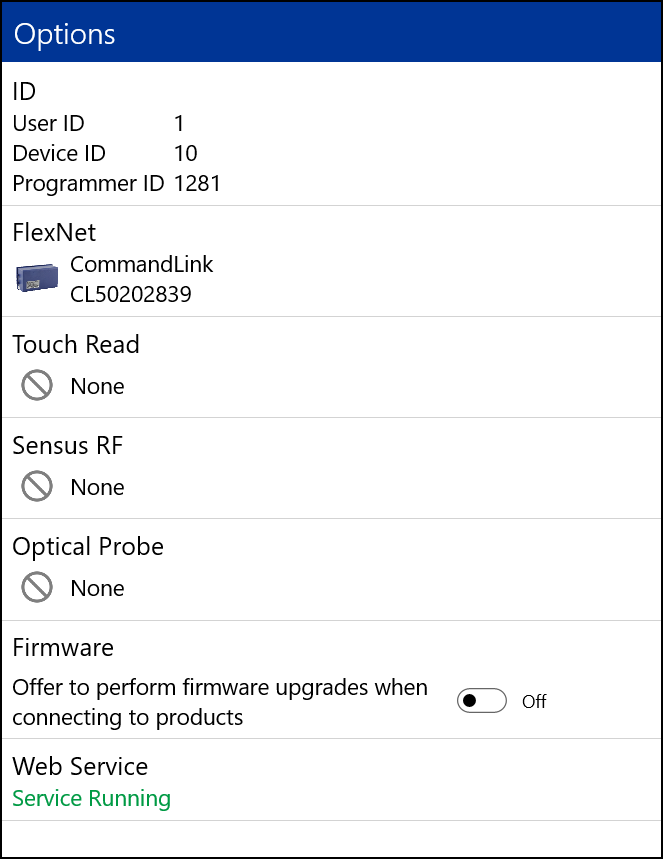 Options
ID
User ID 1
Device ID 10
Programmer ID 1281
FlexNet
CommandLink
CL50202839
Touch Read
None
Sensus RF
None
Optical Probe
None
Firmware
Offer to perform firmware upgrades when
connecting to products
Off
Web Service
Service Running